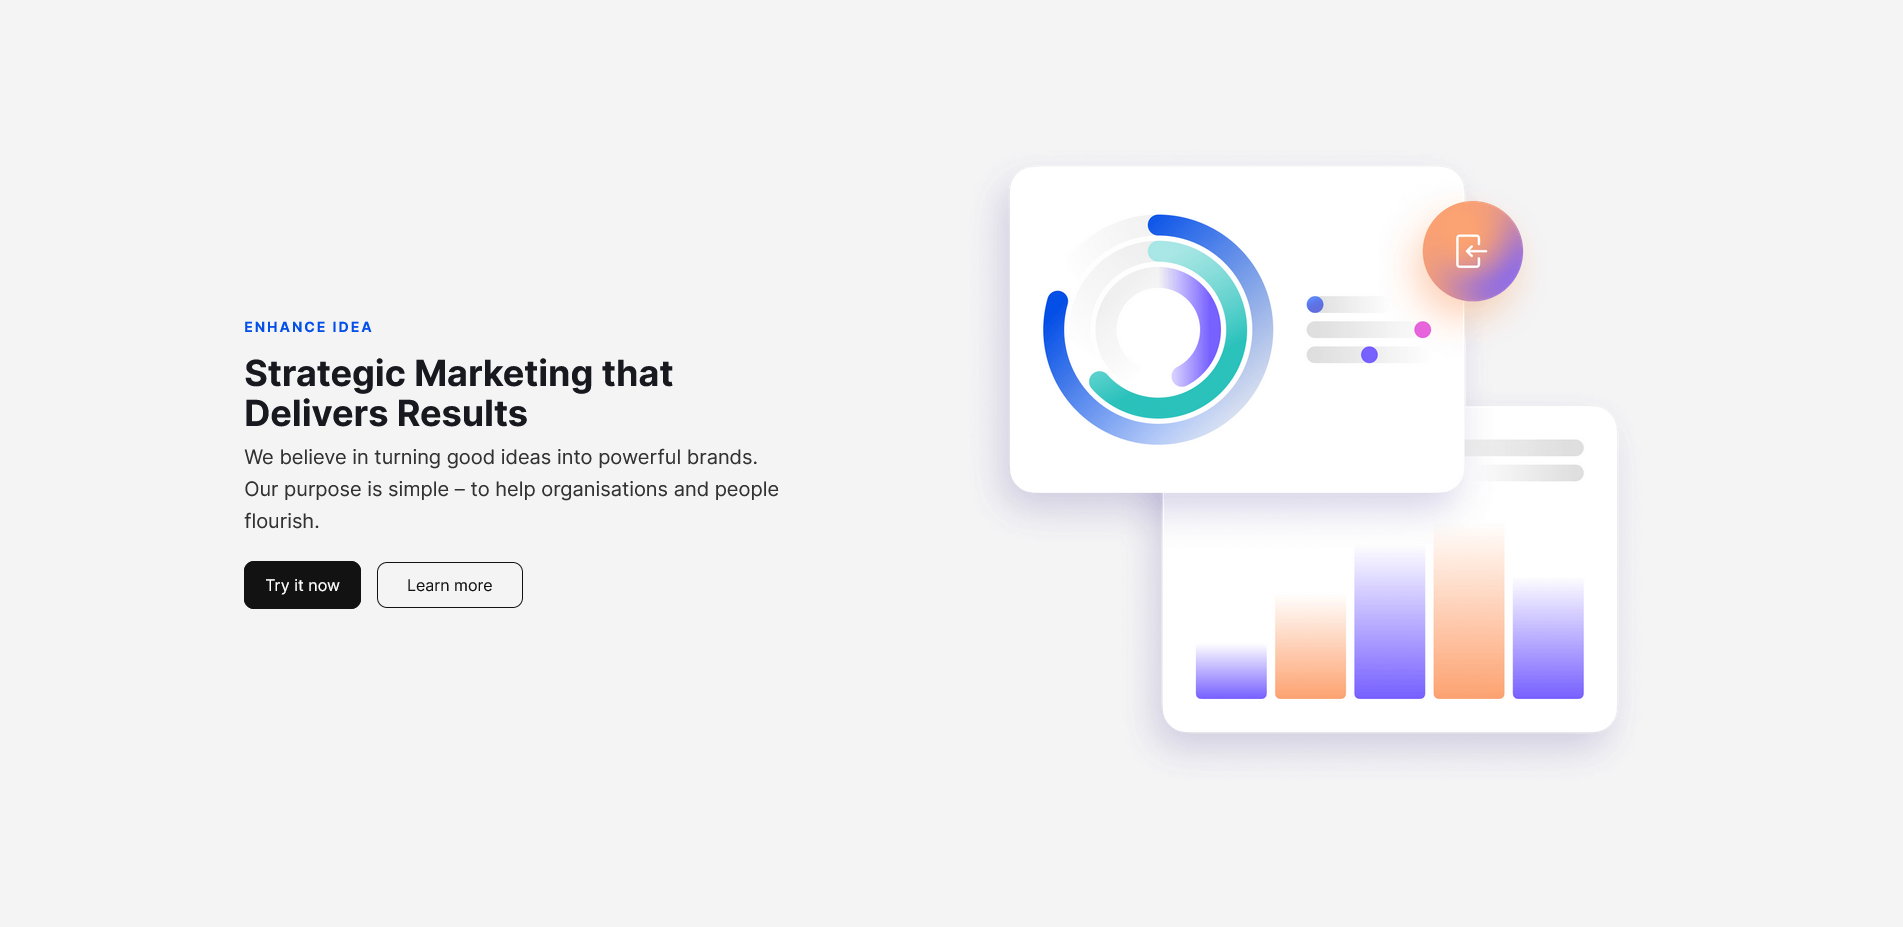 ENHANCE IDEA
Strategic Marketing that
Delivers Results
We believe in turning good ideas into powerful brands.
Our purpose is simple – to help organisations and people
flourish.
Try it now
Learn more